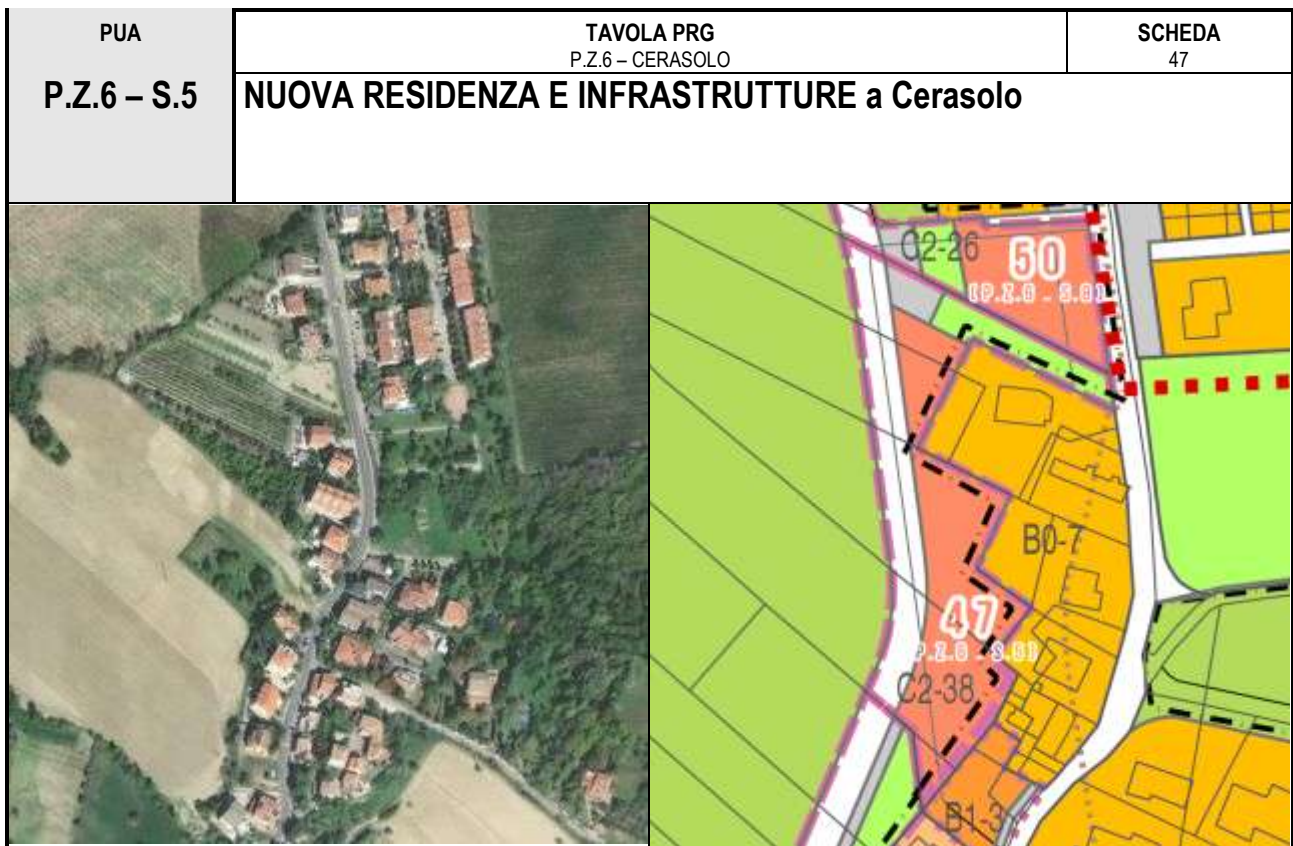 PUA
P.Z.6 – S.5
TAVOLA PRG
P.Z.6 – CERASOLO
SCHEDA
47
NUOVA RESIDENZA E INFRASTRUTTURE a Cerasolo
C2-26
50
B0-7
47
C2-38
B1-3